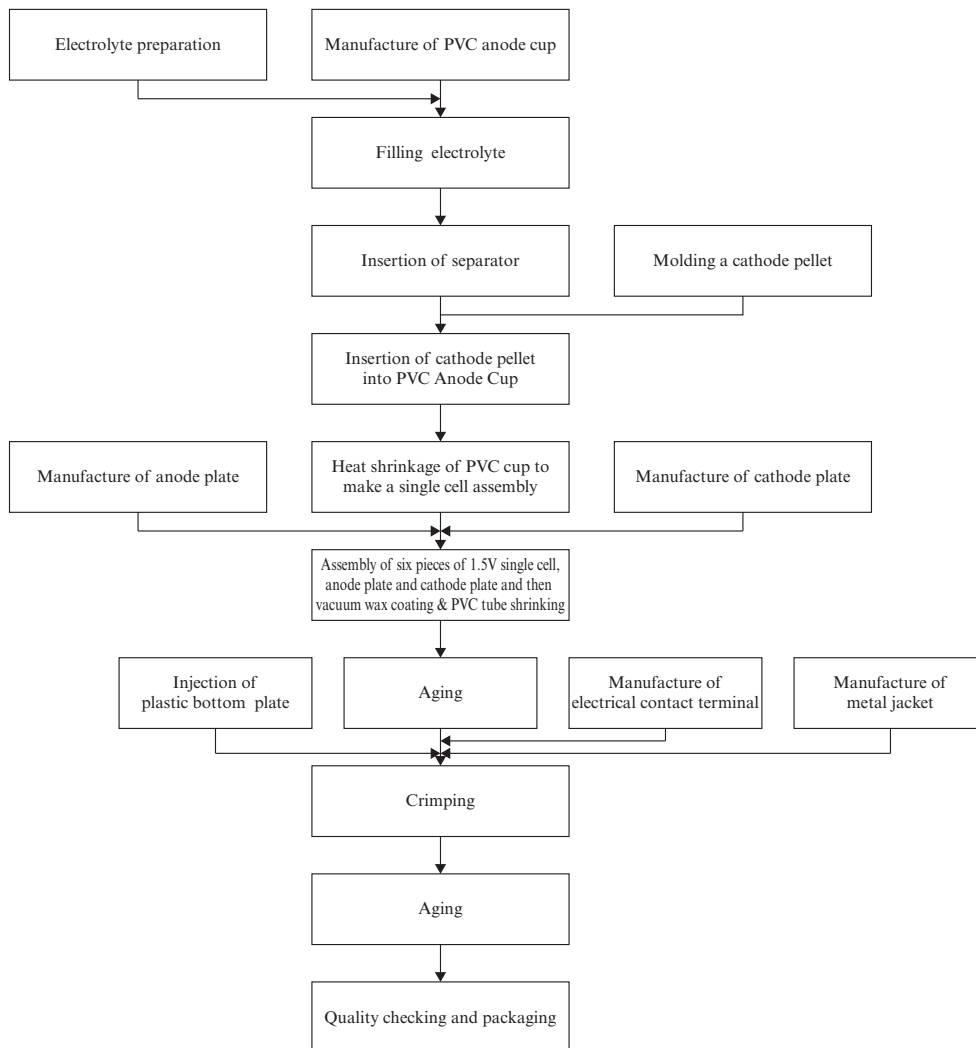 Electrolyte preparation
Manufacture of PVC anode cup
Filling electrolyte
Insertion of separator
Molding a cathode pellet
Insertion of cathode pellet
into PVC Anode Cup
Manufacture of anode plate
Heat shrinkage of PVC cup to
make a single cell assembly
Manufacture of cathode plate
Assembly of six pieces of 1.5V single cell,
anode plate and cathode plate and then
vacuum wax coating & PVC tube shrinking
Injection of
plastic bottom plate
Aging
Manufacture of
electrical contact terminal
Manufacture of
metal jacket
Crimping
Aging
Quality checking and packaging